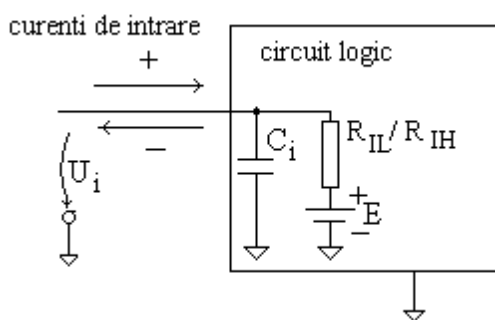 curenti de intrare
+
−
circuit logic
C_i
R_IL / R_IH
U_i
+
E
−